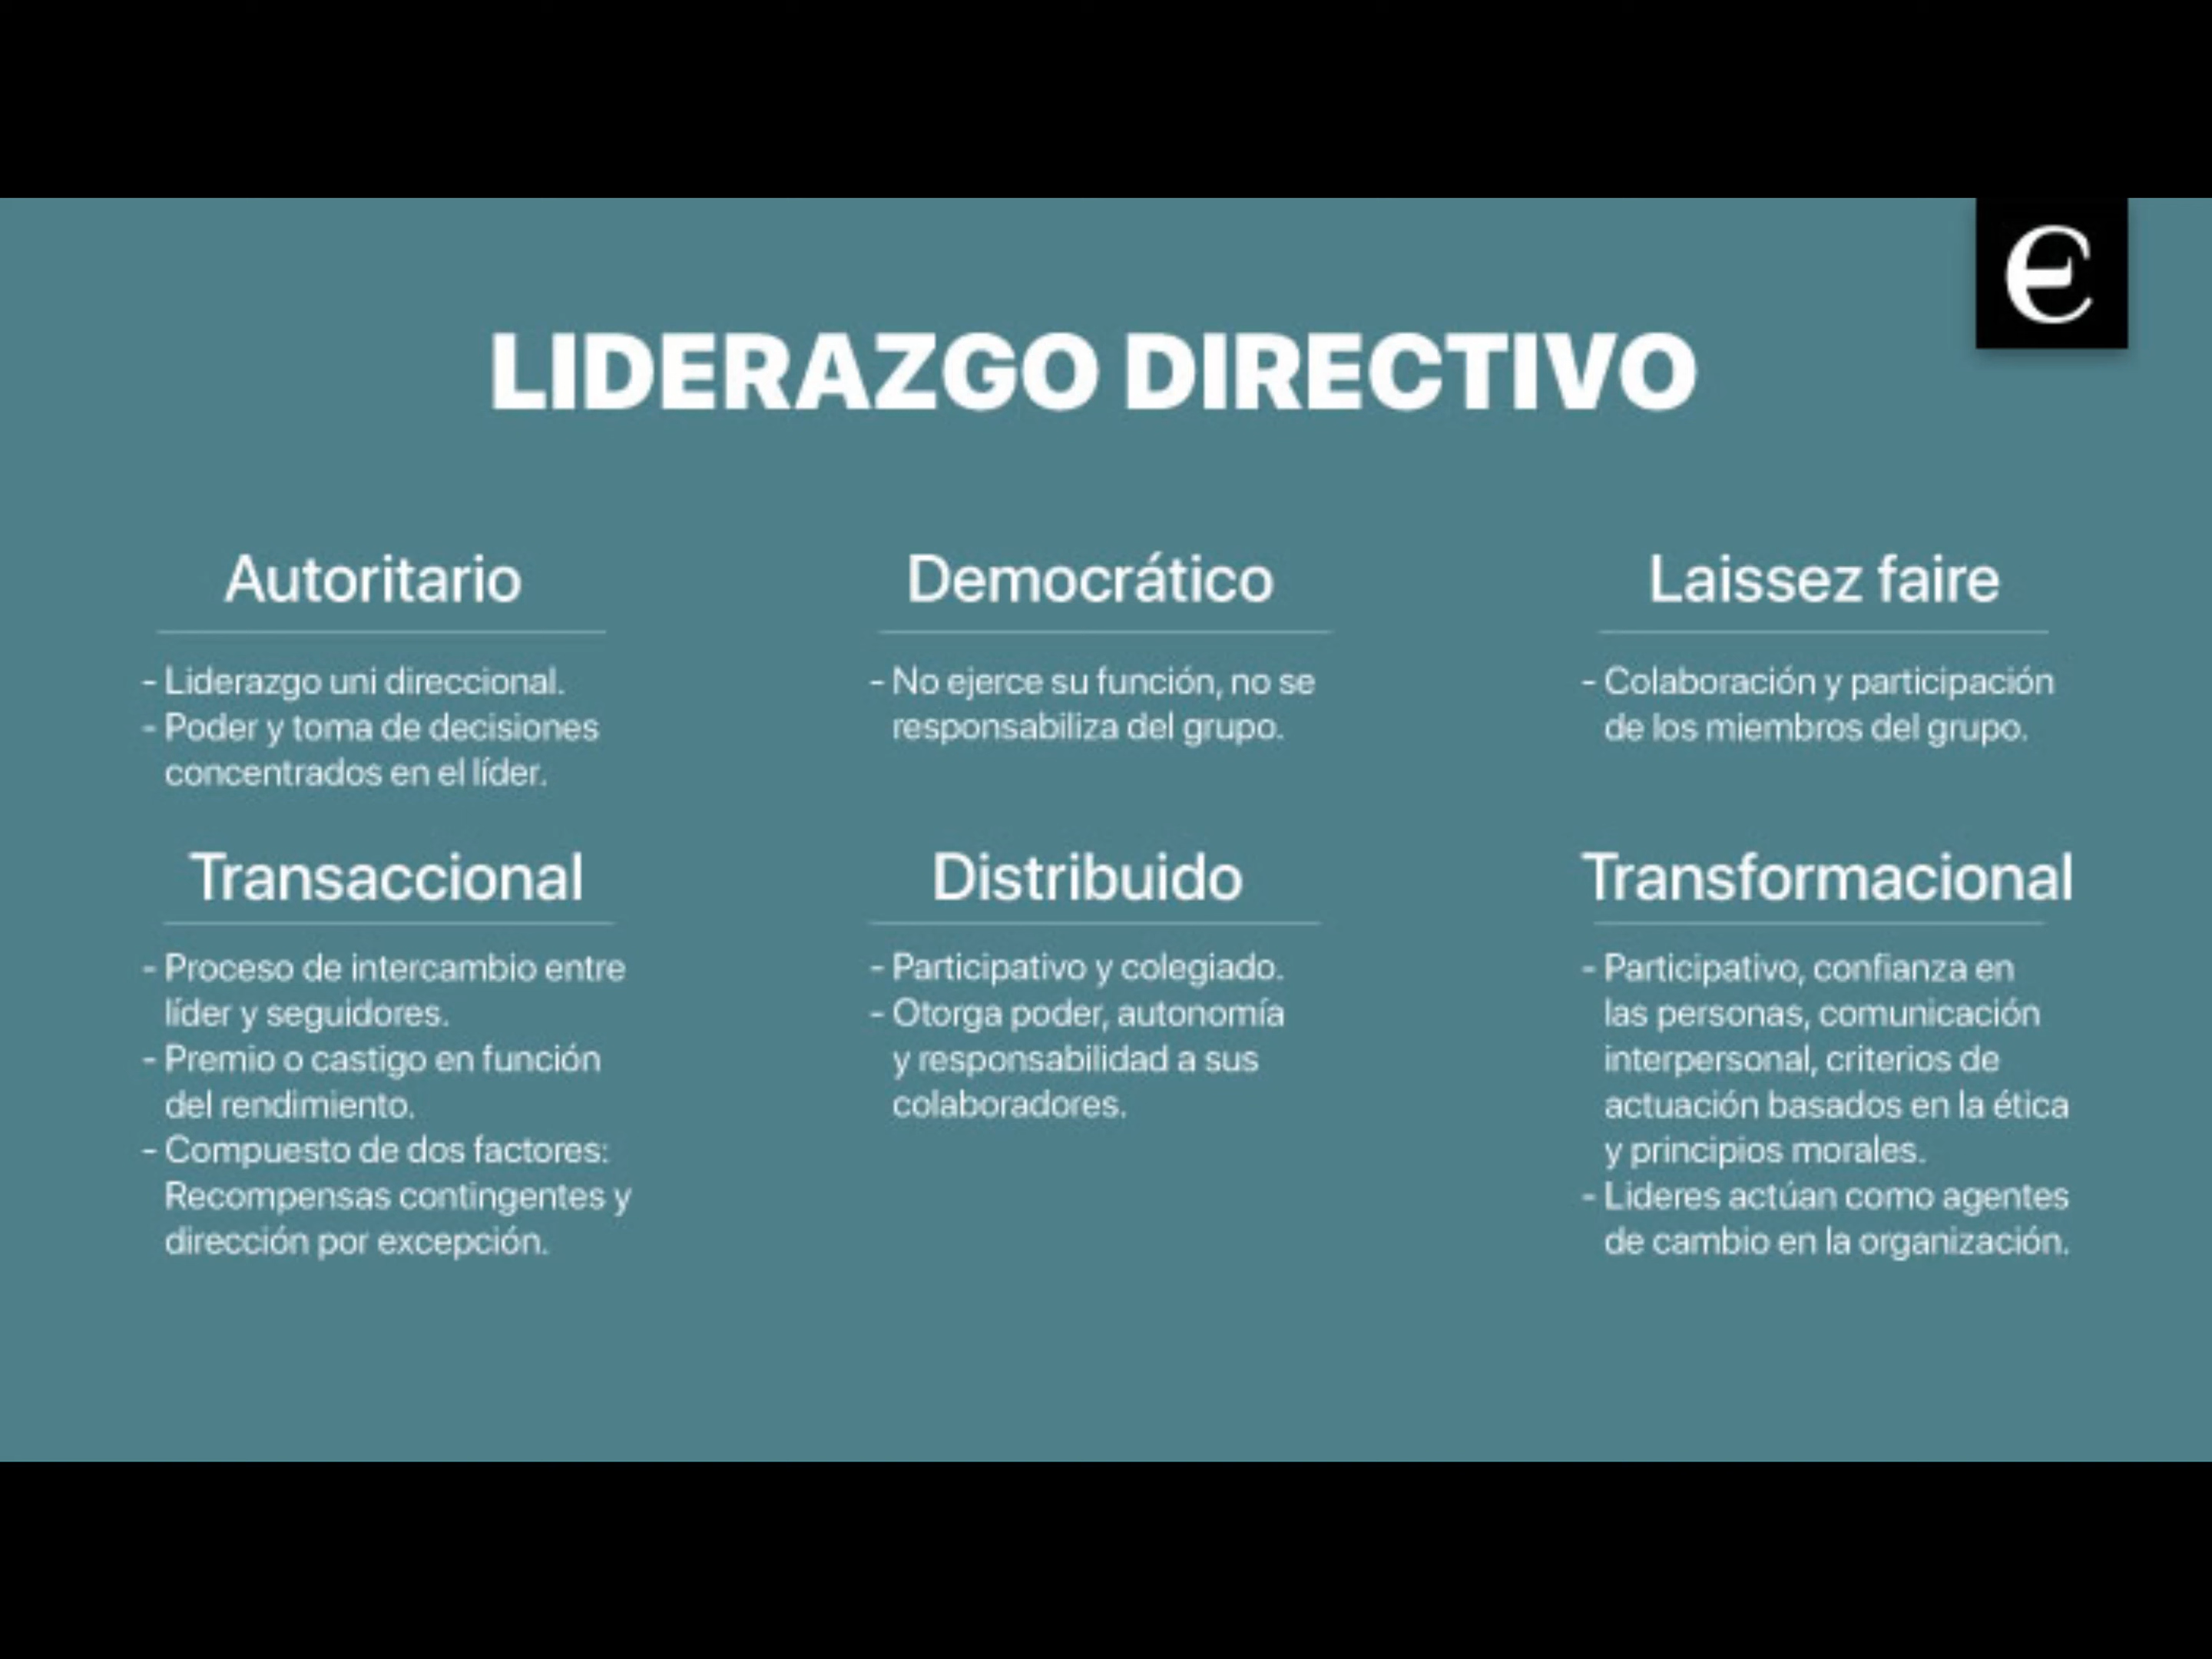 e
LIDERAZGO DIRECTIVO
Autoritario
- Liderazgo uni direccional.
- Poder y toma de decisiones
concentrados en el líder.
Democrático
- No ejerce su función, no se
responsabiliza del grupo.
Laissez faire
- Colaboración y participación
de los miembros del grupo.
Transaccional
- Proceso de intercambio entre
líder y seguidores.
- Premio o castigo en función
del rendimiento.
- Compuesto de dos factores:
Recompensas contingentes y
dirección por excepción.
Distribuido
- Participativo y colegiado.
- Otorga poder, autonomía
y responsabilidad a sus
colaboradores.
Transformacional
- Participativo, confianza en
las personas, comunicación
interpersonal, criterios de
actuación basados en la ética
y principios morales.
- Lideres actúan como agentes
de cambio en la organización.